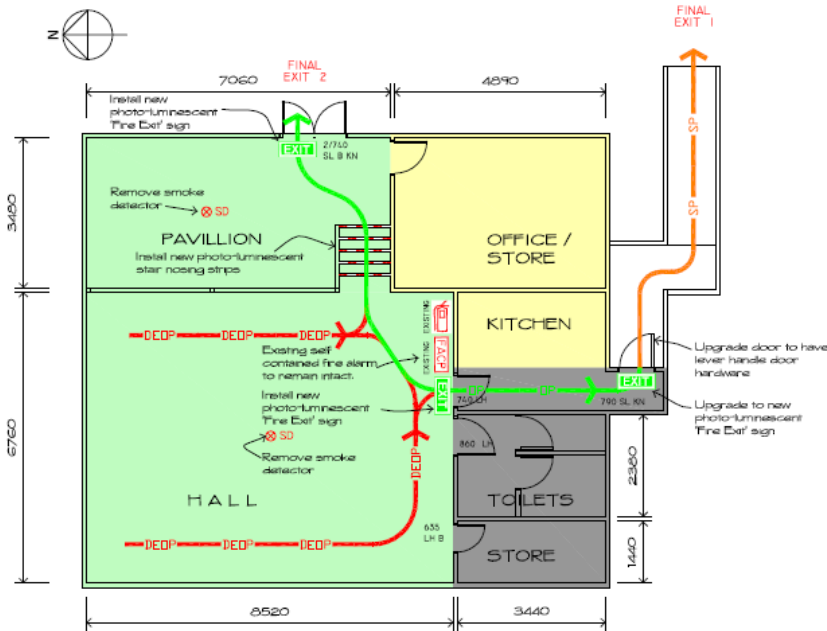 FINAL
EXIT 1
N
FINAL
EXIT 2
7060
4890
Install new
photo-luminescent
'Fire Exit' sign
EXIT
2/740
SL B KN
SP
3480
Remove smoke
detector
SD
PAVILLION
OFFICE /
STORE
SP
Install new photo-luminescent
stair nosing strips
KITCHEN
EXISTING
DEOP
DEOP
DEOP
Existing self
contained fire alarm
to remain intact.
EXISTING
FACP
Upgrade door to have
lever handle door
hardware
EXIT
Install new
photo-luminescent
'Fire Exit' sign
EXIT
740 LH
DP
DP
790 SL KN
Upgrade to new
photo-luminescent
'Fire Exit' sign
6760
SD
Remove smoke
detector
DEOP
860 LH
2380
HALL
TOILETS
635
LH B
DEOP
DEOP
DEOP
STORE
1440
8520
3440